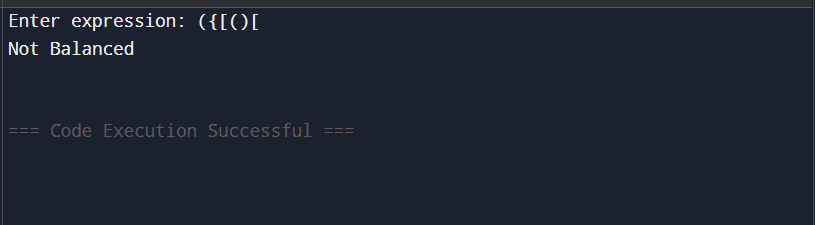 Enter expression: ({[()[
Not Balanced
=== Code Execution Successful ===